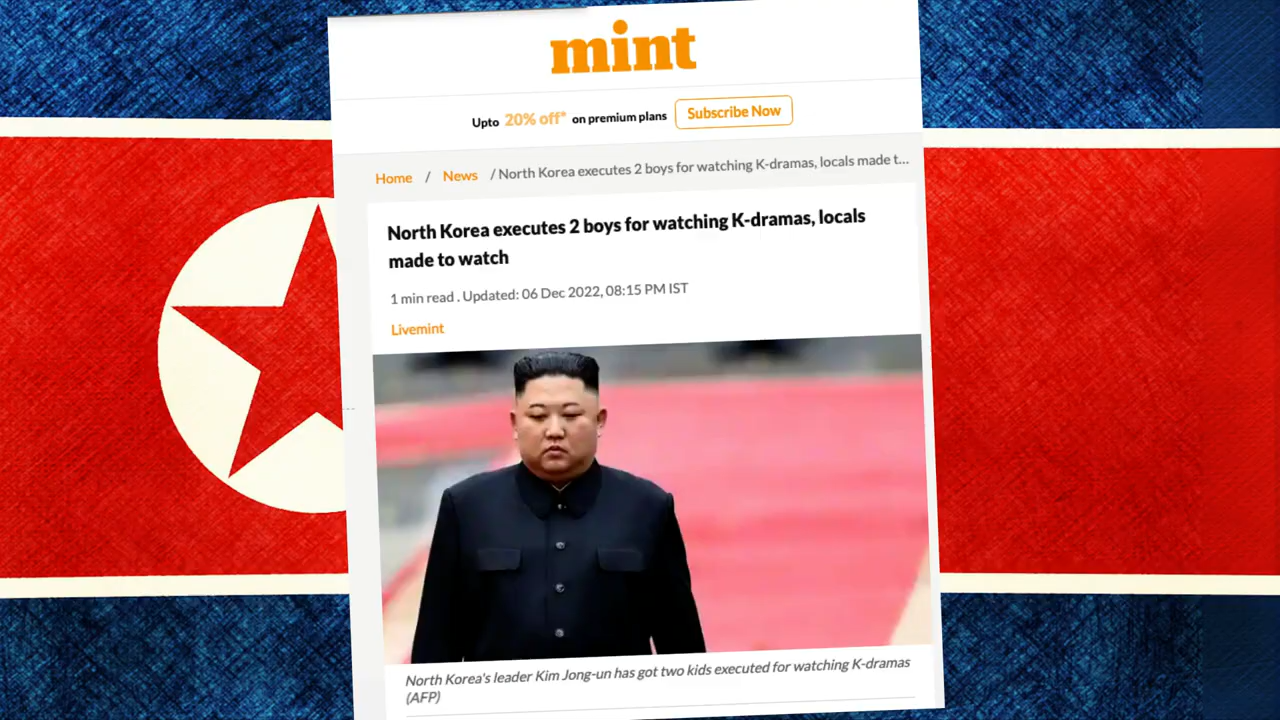 mint
Upto 20% off* on premium plans Subscribe Now
Home / News / North Korea executes 2 boys for watching K-dramas, locals made t...
North Korea executes 2 boys for watching K-dramas, locals
made to watch
1 min read . Updated: 06 Dec 2022, 08:15 PM IST
Livemint
North Korea's leader Kim Jong-un has got two kids executed for watching K-dramas
(AFP)